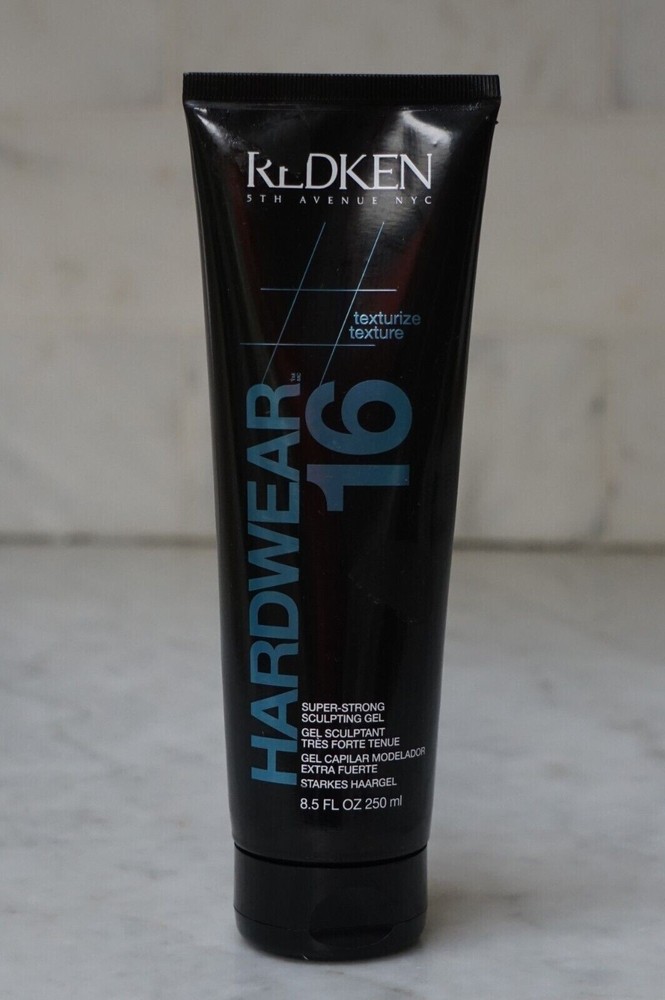 REDKEN
5TH AVENUE NYC
texturize
texture
HARDWEAR
16
SUPER-STRONG
SCULPTING GEL
GEL SCULPTANT
TRÈS FORTE TENUE
GEL CAPILAR MODELADOR
EXTRA FUERTE
STARKES HAARGEL
8.5 FL OZ 250 ml